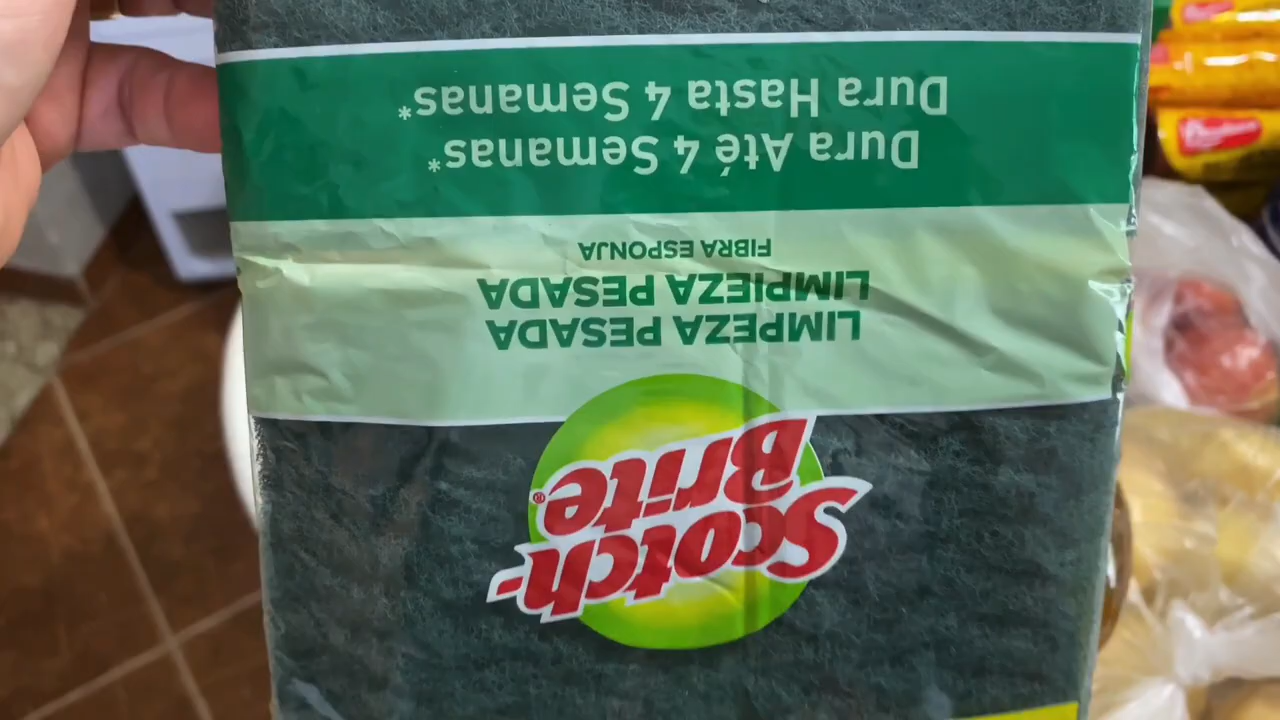 Scotch-
Brite®
LIMPEZA PESADA
LIMPIEZA PESADA
FIBRA ESPONJA
Dura Até 4 Semanas*
Dura Hasta 4 Semanas*